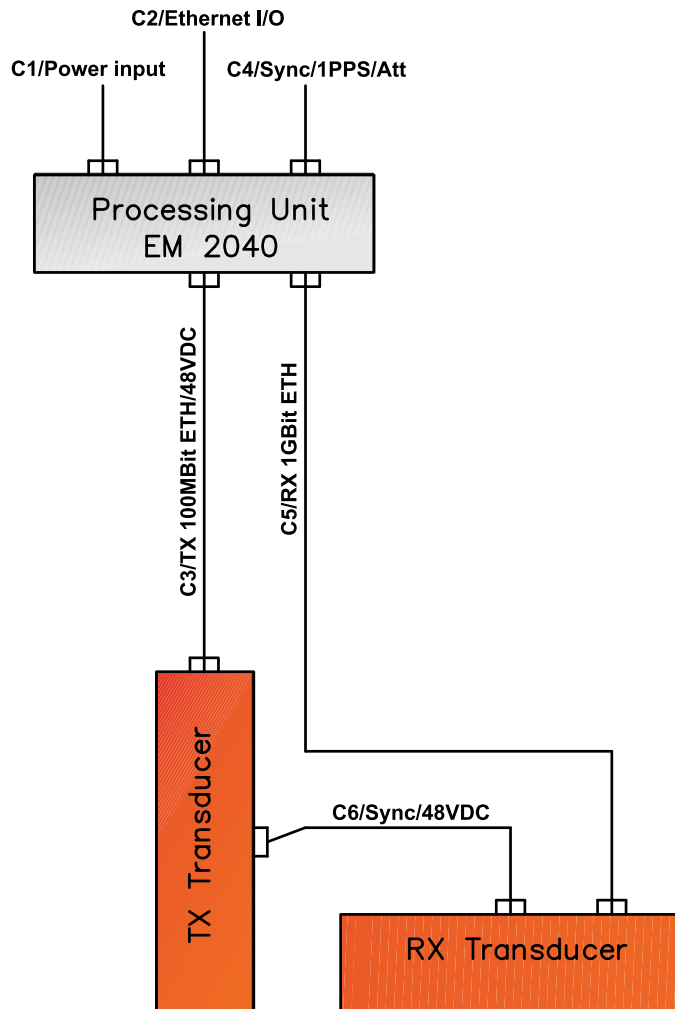 C2/Ethernet I/O
C1/Power input
C4/Sync/1PPS/Att
Processing Unit
EM 2040
C3/TX 100MBit ETH/48VDC
C5/RX 1GBit ETH
TX Transducer
C6/Sync/48VDC
RX Transducer